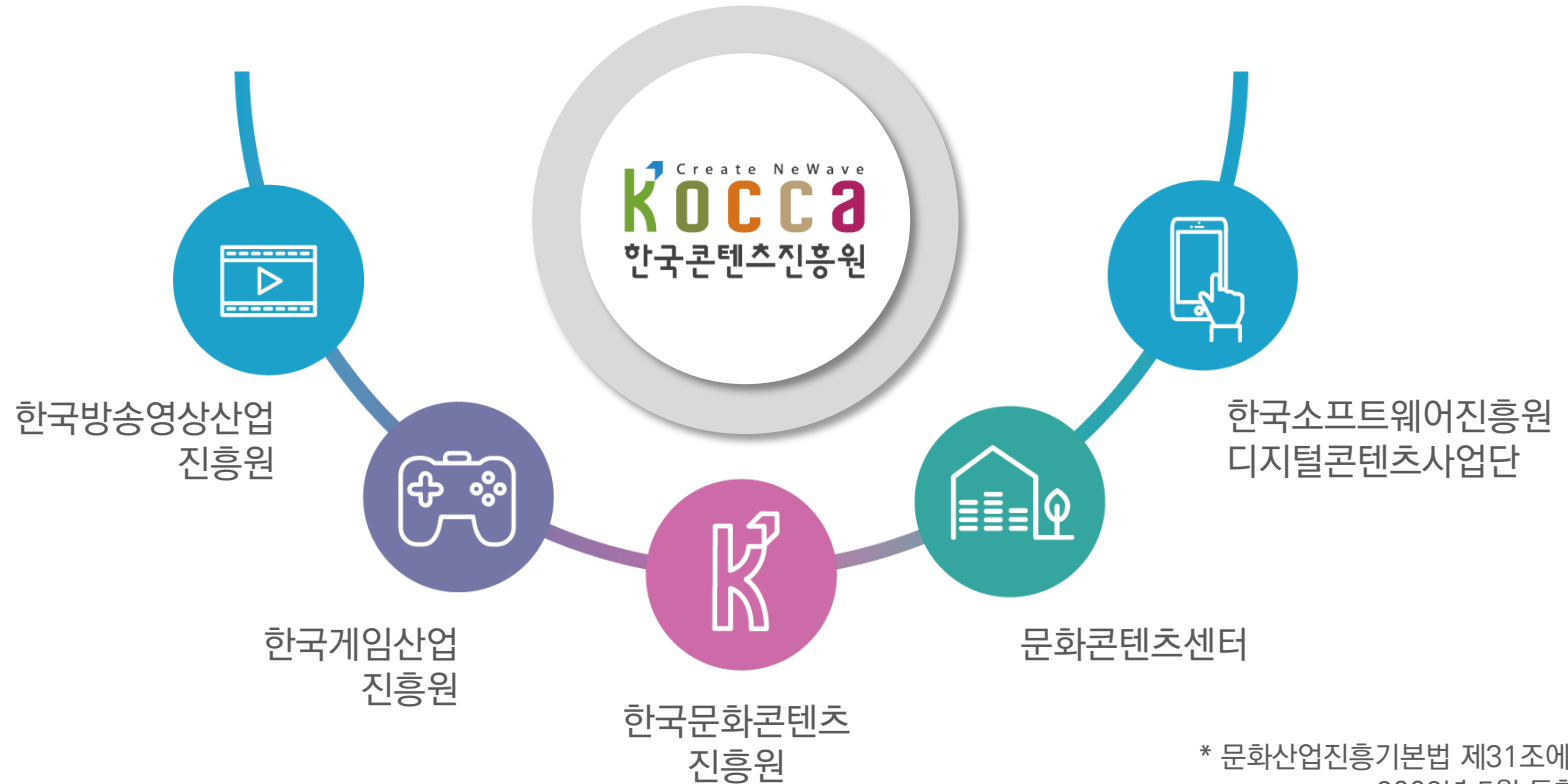 Create NeWave
Kocca
한국콘텐츠진흥원
한국방송영상산업
진흥원
한국게임산업
진흥원
한국문화콘텐츠
진흥원
문화콘텐츠센터
한국소프트웨어진흥원
디지털콘텐츠사업단
* 문화산업진흥기본법 제31조에